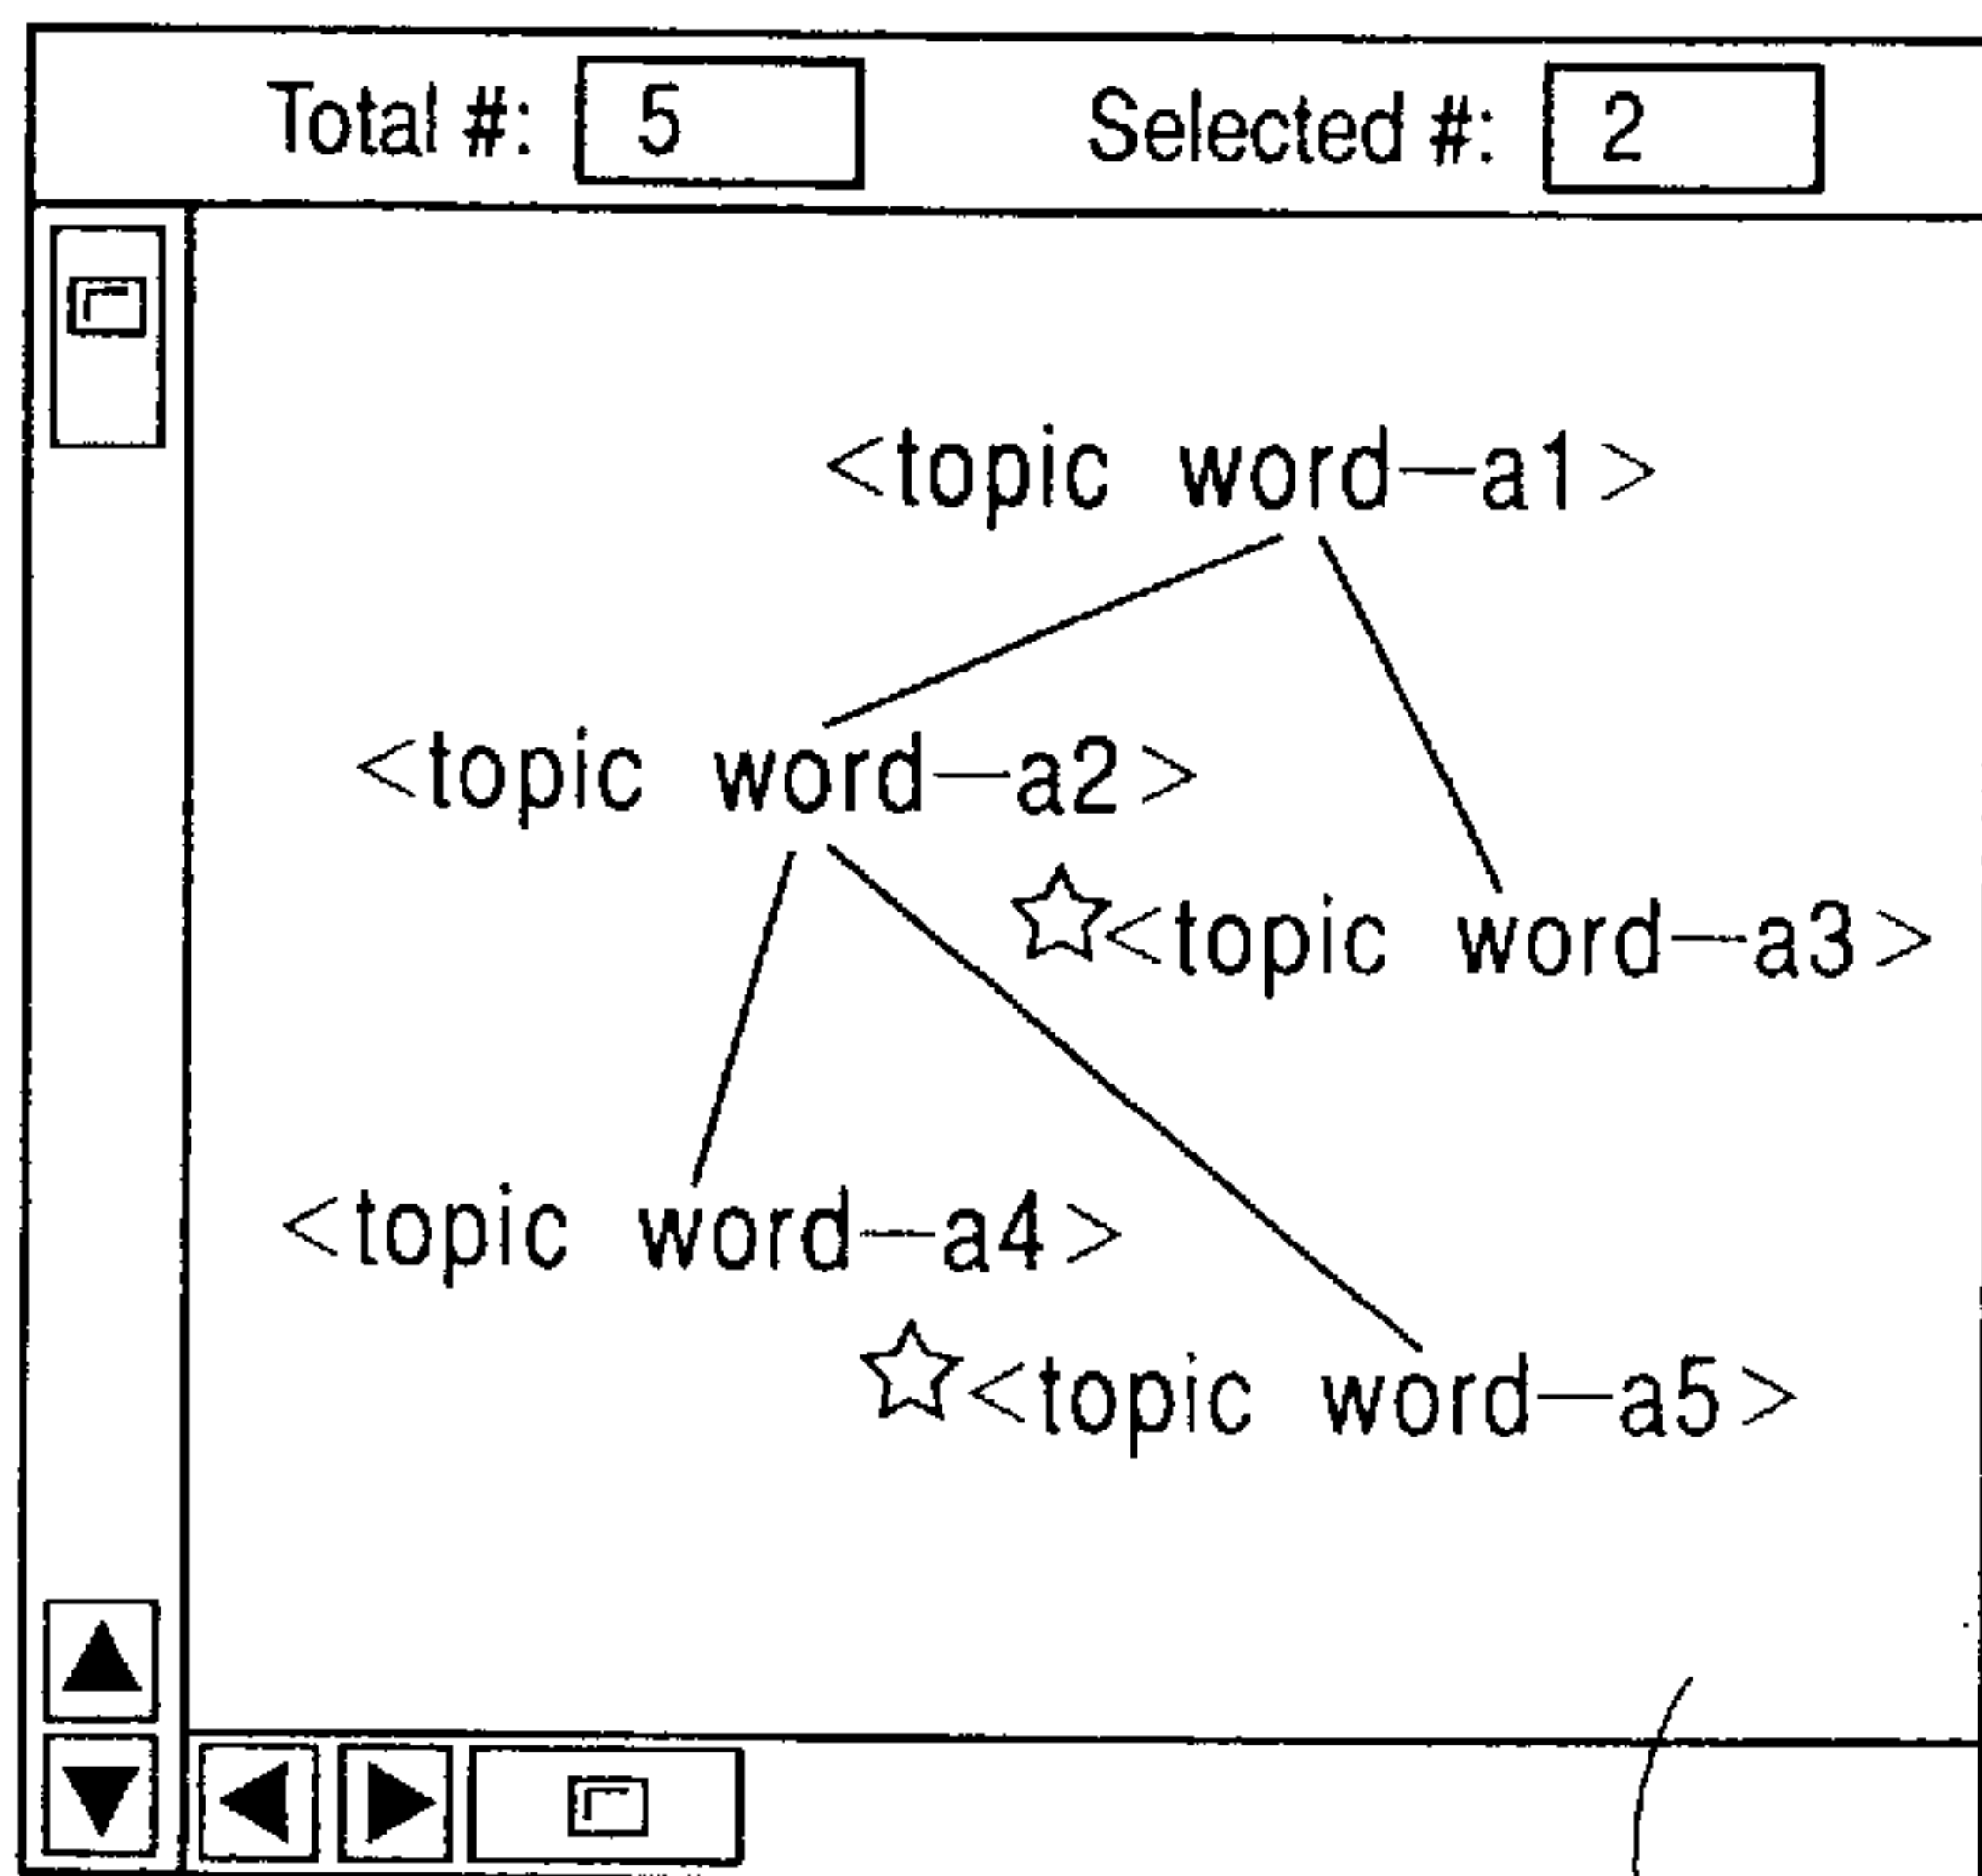 Total #: 5 Selected #: 2
<topic word—a1>
<topic word—a2>
☆<topic word—a3>
<topic word—a4>
☆<topic word—a5>